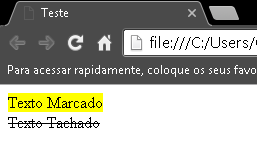 Teste
file:///C:/Users/
Para acessar rapidamente, coloque os seus favo
Texto Marcado
Texto Tachado